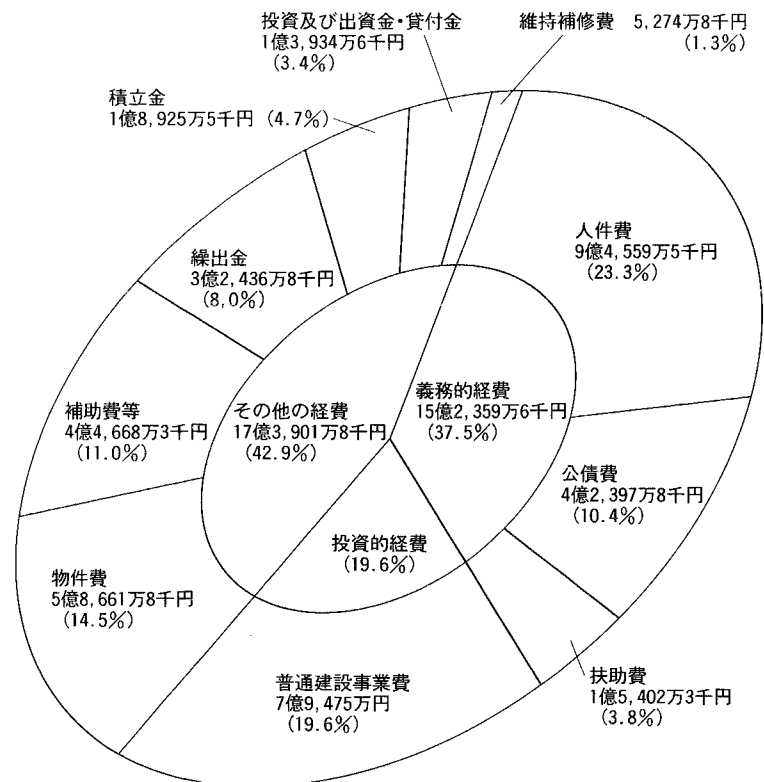 投資及び出資金・貸付金
1億3,934万6千円
(3.4%)
維持補修費 5,274万8千円
(1.3%)
積立金
1億8,925万5千円 (4.7%)
人件費
9億4,559万5千円
(23.3%)
繰出金
3億2,436万8千円
(8,0%)
義務的経費
15億2,359万6千円
(37.5%)
補助費等
4億4,668万3千円
(11.0%)
その他の経費
17億3,901万8千円
(42.9%)
公債費
4億2,397万8千円
(10.4%)
投資的経費
(19.6%)
物件費
5億8,661万8千円
(14.5%)
普通建設事業費
7億9,475万円
(19.6%)
扶助費
1億5,402万3千円
(3.8%)